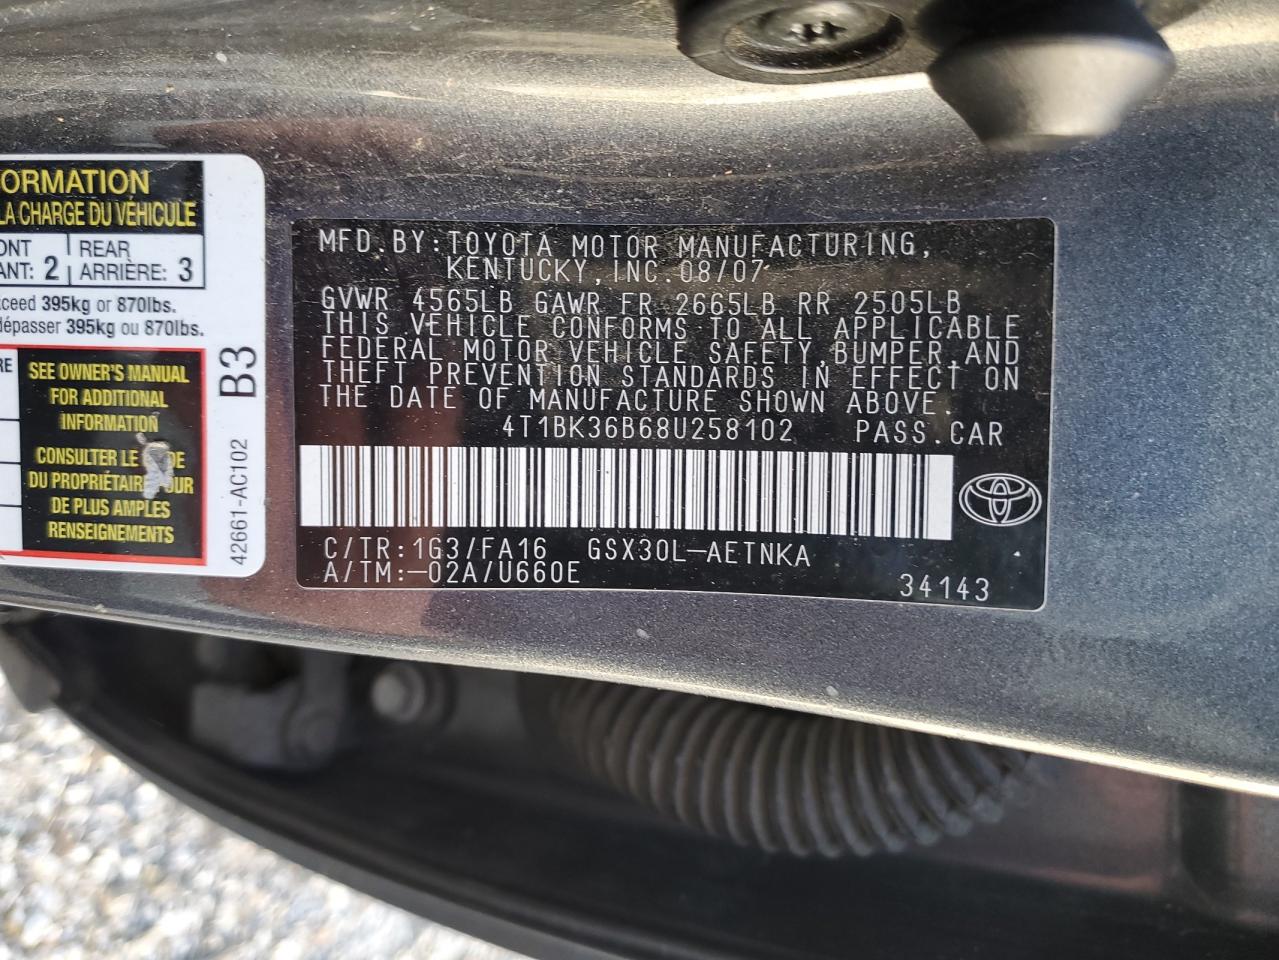 ORMATION
LA CHARGE DU VÉHICULE
ONT 2 | REAR 3
ANT: ARRIÈRE:
xceed 395kg or 870lbs.
dépasser 395kg ou 870lbs.
RE
SEE OWNER'S MANUAL
FOR ADDITIONAL
INFORMATION
CONSULTER LE DE
DU PROPRIÉTAIR OUR
DE PLUS AMPLES
RENSEIGNEMENTS
B3
42661-AC102
MFD.BY:TOYOTA MOTOR MANUFACTURING,
KENTUCKY,INC.08/07
GVWR 4565LB GAWR FR 2665LB RR 2505LB
THIS VEHICLE CONFORMS TO ALL APPLICABLE
FEDERAL MOTOR VEHICLE SAFETY,BUMPER,AND
THEFT PREVENTION STANDARDS IN EFFECT ON
THE DATE OF MANUFACTURE SHOWN ABOVE.
4T1BK36B68U258102 PASS.CAR
C/TR:1G3/FA16 GSX30L-AETNKA
A/TM:-02A/U660E
34143